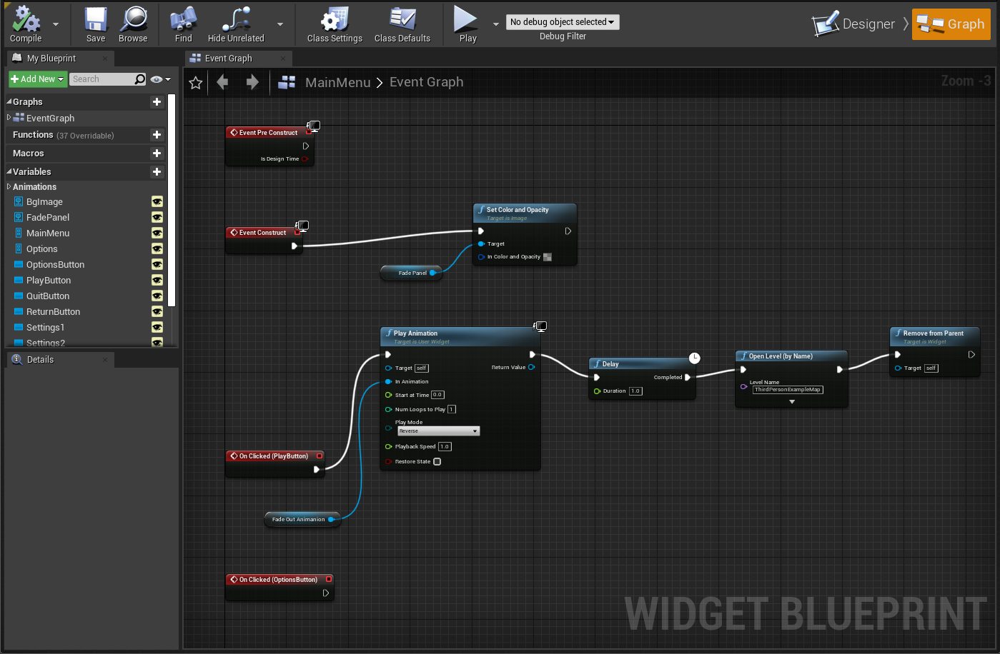 Compile
Save
Browse
Find
Hide Unrelated
Class Settings
Class Defaults
Play
No debug object selected
Debug Filter
Designer
Graph
My Blueprint
Event Graph
Add New
Search
MainMenu
Event Graph
Zoom -3
Graphs
EventGraph
Functions (37 Overridable)
Macros
Variables
Animations
BgImage
FadePanel
MainMenu
Options
OptionsButton
PlayButton
QuitButton
ReturnButton
Settings1
Settings2
Details
Event Pre Construct
Is Design Time
Event Construct
Set Color and Opacity
Target is Image
Target
In Color and Opacity
Fade Panel
Play Animation
Target is User Widget
Target self
Return Value
In Animation
Start at Time 0.0
Num Loops to Play 1
Play Mode
Reverse
Playback Speed 1.0
Restore State
Delay
Completed
Duration 1.0
Open Level (by Name)
Level Name
ThirdPersonExampleMap
Remove from Parent
Target is Widget
Target self
On Clicked (PlayButton)
Fade Out Animanion
On Clicked (OptionsButton)
WIDGET BLUEPRINT